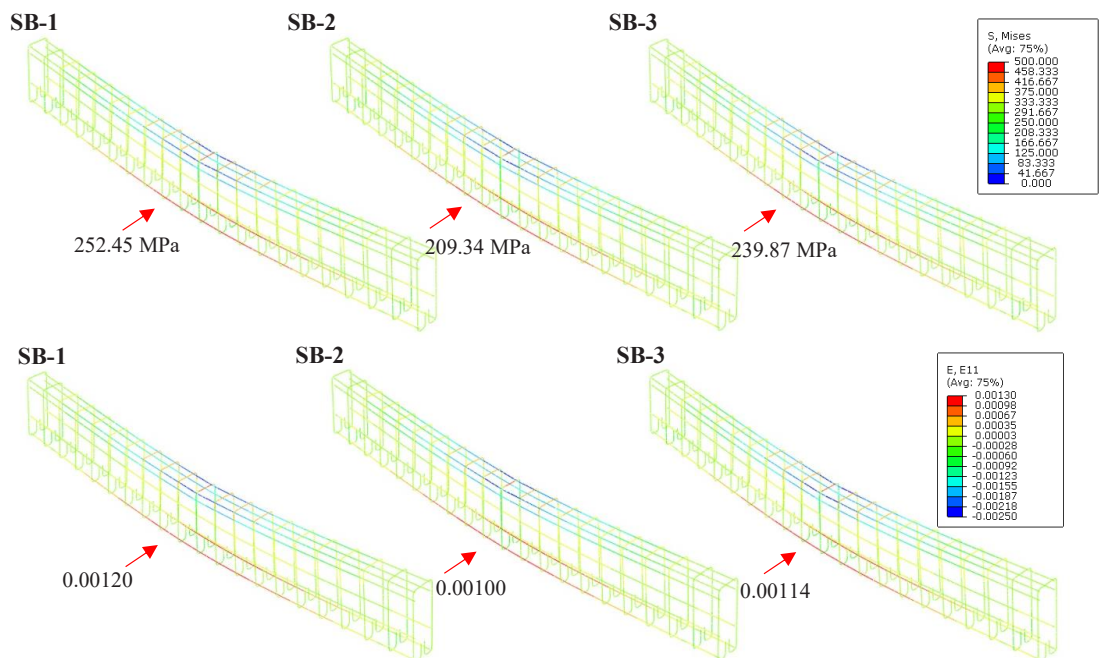 SB-1
SB-2
SB-3
S, Mises
(Avg: 75%)
500.000
458.333
416.667
375.000
333.333
291.667
250.000
208.333
166.667
125.000
83.333
41.667
0.000
252.45 MPa
209.34 MPa
239.87 MPa
SB-1
SB-2
SB-3
E, E11
(Avg: 75%)
0.00130
0.00098
0.00067
0.00035
0.00003
-0.00028
-0.00060
-0.00092
-0.00123
-0.00155
-0.00187
-0.00218
-0.00250
0.00120
0.00100
0.00114